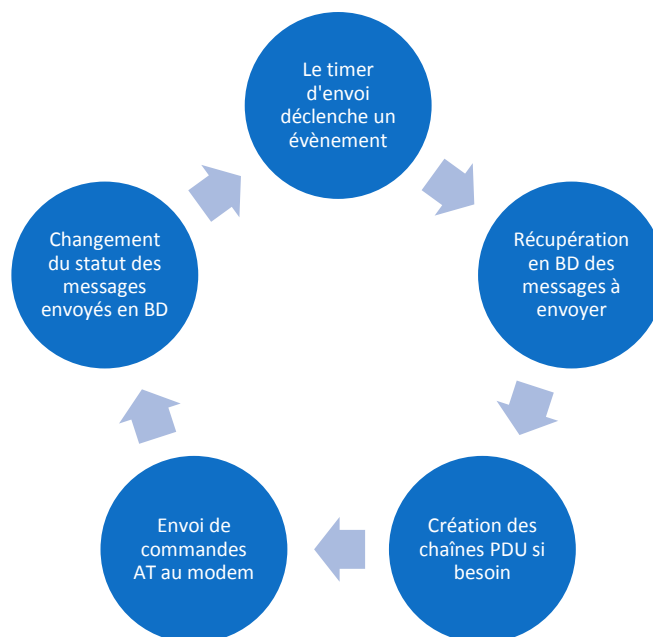 Le timer
d'envoi
déclenche un
évènement
Récupération
en BD des
messages à
envoyer
Création des
chaînes PDU si
besoin
Envoi de
commandes
AT au modem
Changement
du statut des
messages
envoyés en BD